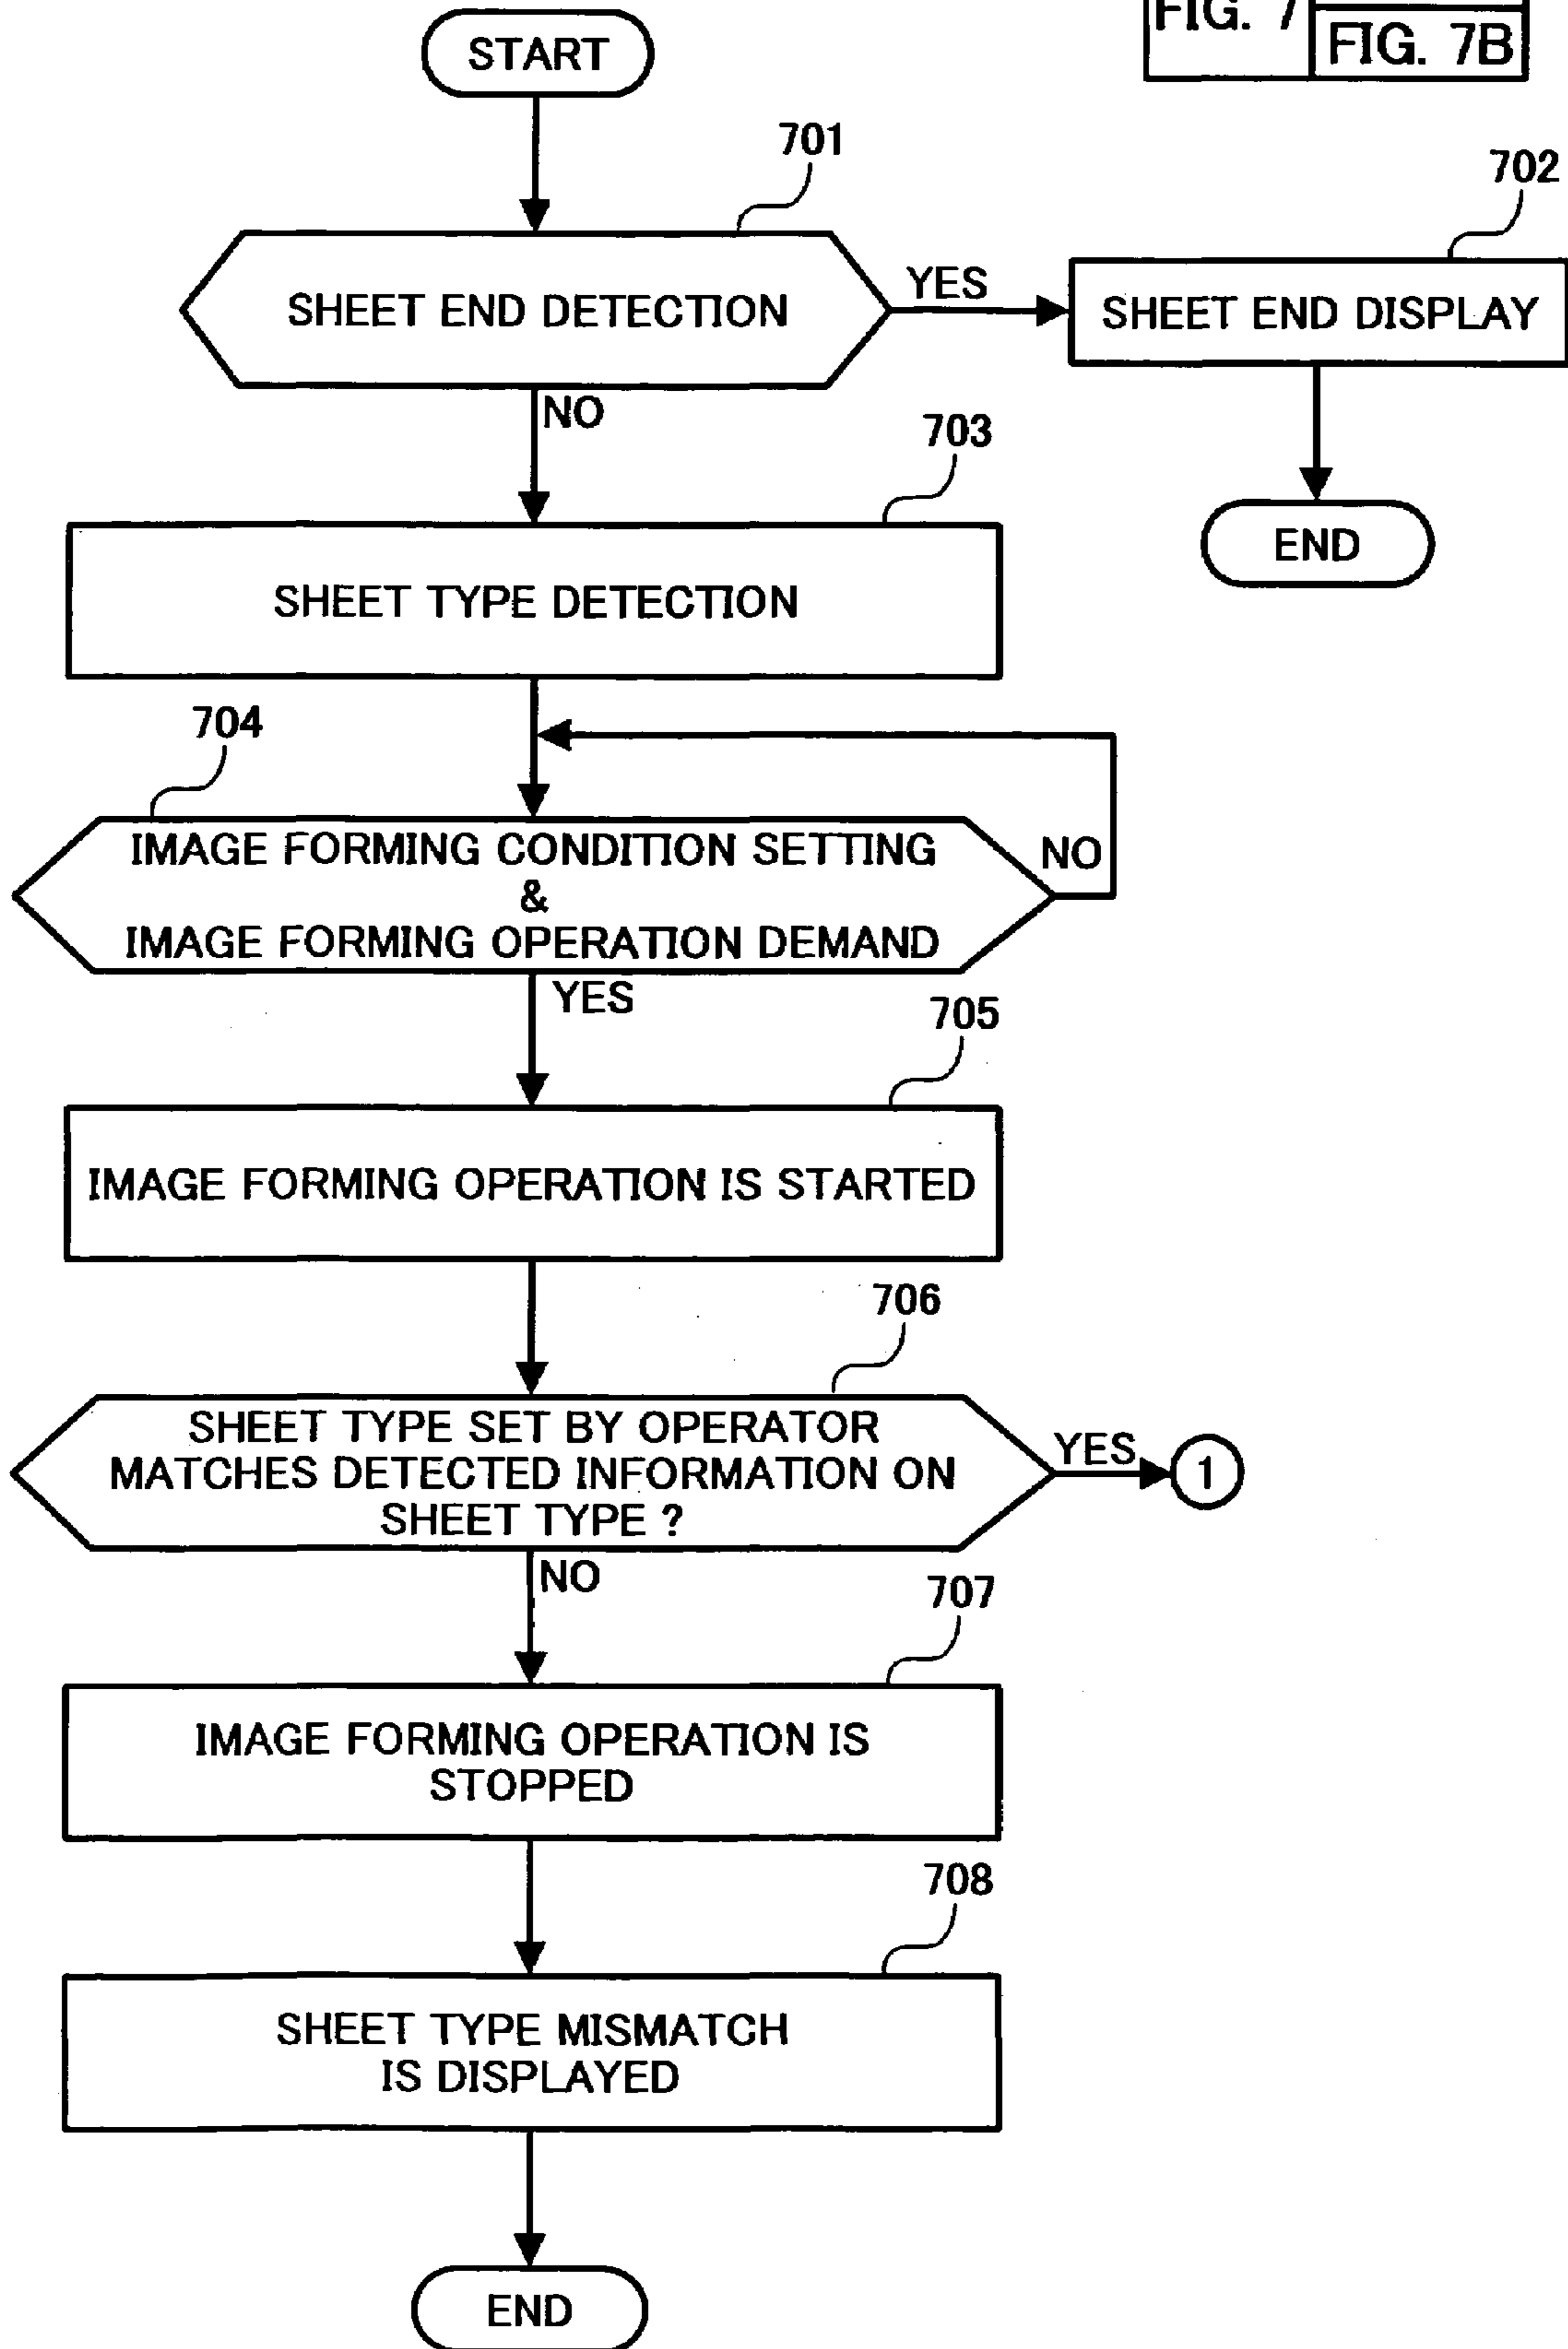 FIG. 7
FIG. 7B
START
701
702
SHEET END DETECTION
YES
SHEET END DISPLAY
NO
703
END
SHEET TYPE DETECTION
704
IMAGE FORMING CONDITION SETTING
&
IMAGE FORMING OPERATION DEMAND
NO
YES
705
IMAGE FORMING OPERATION IS STARTED
706
SHEET TYPE SET BY OPERATOR
MATCHES DETECTED INFORMATION ON
SHEET TYPE ?
YES
1
NO
707
IMAGE FORMING OPERATION IS
STOPPED
708
SHEET TYPE MISMATCH
IS DISPLAYED
END